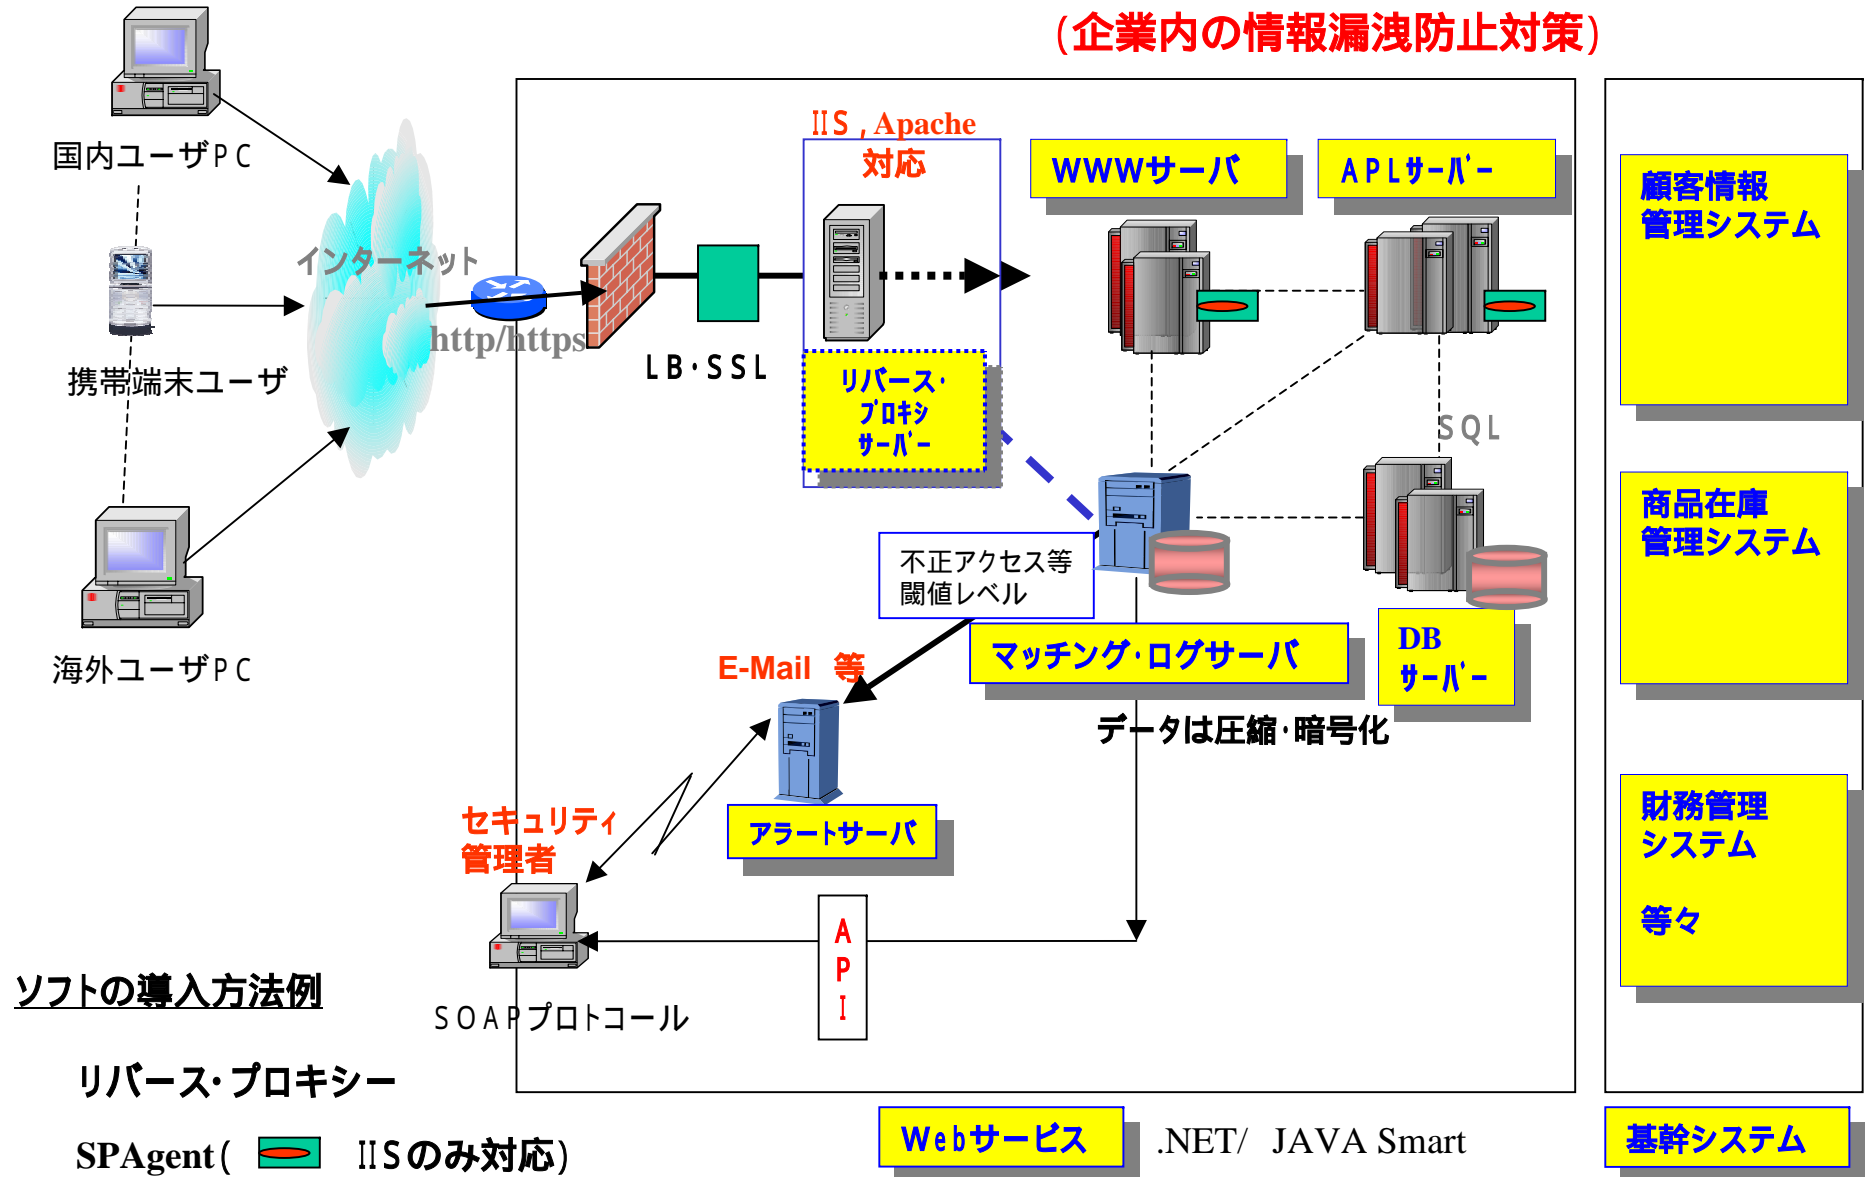 (企業内の情報漏洩防止対策)
IIS ,Apache
対応
国内ユーザPC
WWWサーバ
APLサーバー
顧客情報
管理システム
インターネット
http/https
携帯端末ユーザ
LB・SSL
リバース・
プロキシ
サーバー
SQL
商品在庫
管理システム
不正アクセス等
閾値レベル
海外ユーザPC
E-Mail 等
マッチング・ログサーバ
DB
サーバー
データは圧縮・暗号化
セキュリティ
管理者
アラートサーバ
財務管理
システム
等々
A
P
I
SOAPプロトコール
ソフトの導入方法例
リバース・プロキシー
SPAgent( IISのみ対応)
Webサービス
.NET/ JAVA Smart
基幹システム